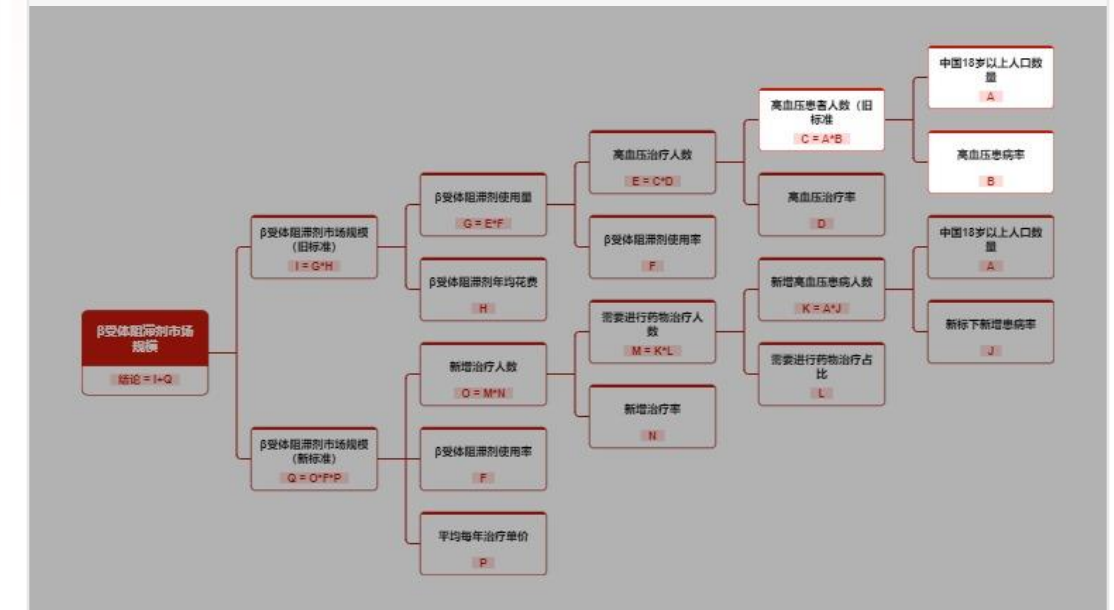 中国18岁以上人口数
量
A
高血压患者人数（旧
标准
C = A*B
高血压治疗人数
E = C*D
高血压患病率
B
β受体阻滞剂使用量
G = E*F
高血压治疗率
D
β受体阻滞剂市场规模
（旧标准）
I = G*H
β受体阻滞剂使用率
F
中国18岁以上人口数
量
A
β受体阻滞剂年均花费
H
新增高血压患病人数
K = A*J
β受体阻滞剂市场
规模
结论 = I+Q
需要进行药物治疗人
数
M = K*L
新标下新增患病率
J
新增治疗人数
O = M*N
需要进行药物治疗占
比
L
新增治疗率
N
β受体阻滞剂市场规模
（新标准）
Q = O*F*P
β受体阻滞剂使用率
F
平均每年治疗单价
P